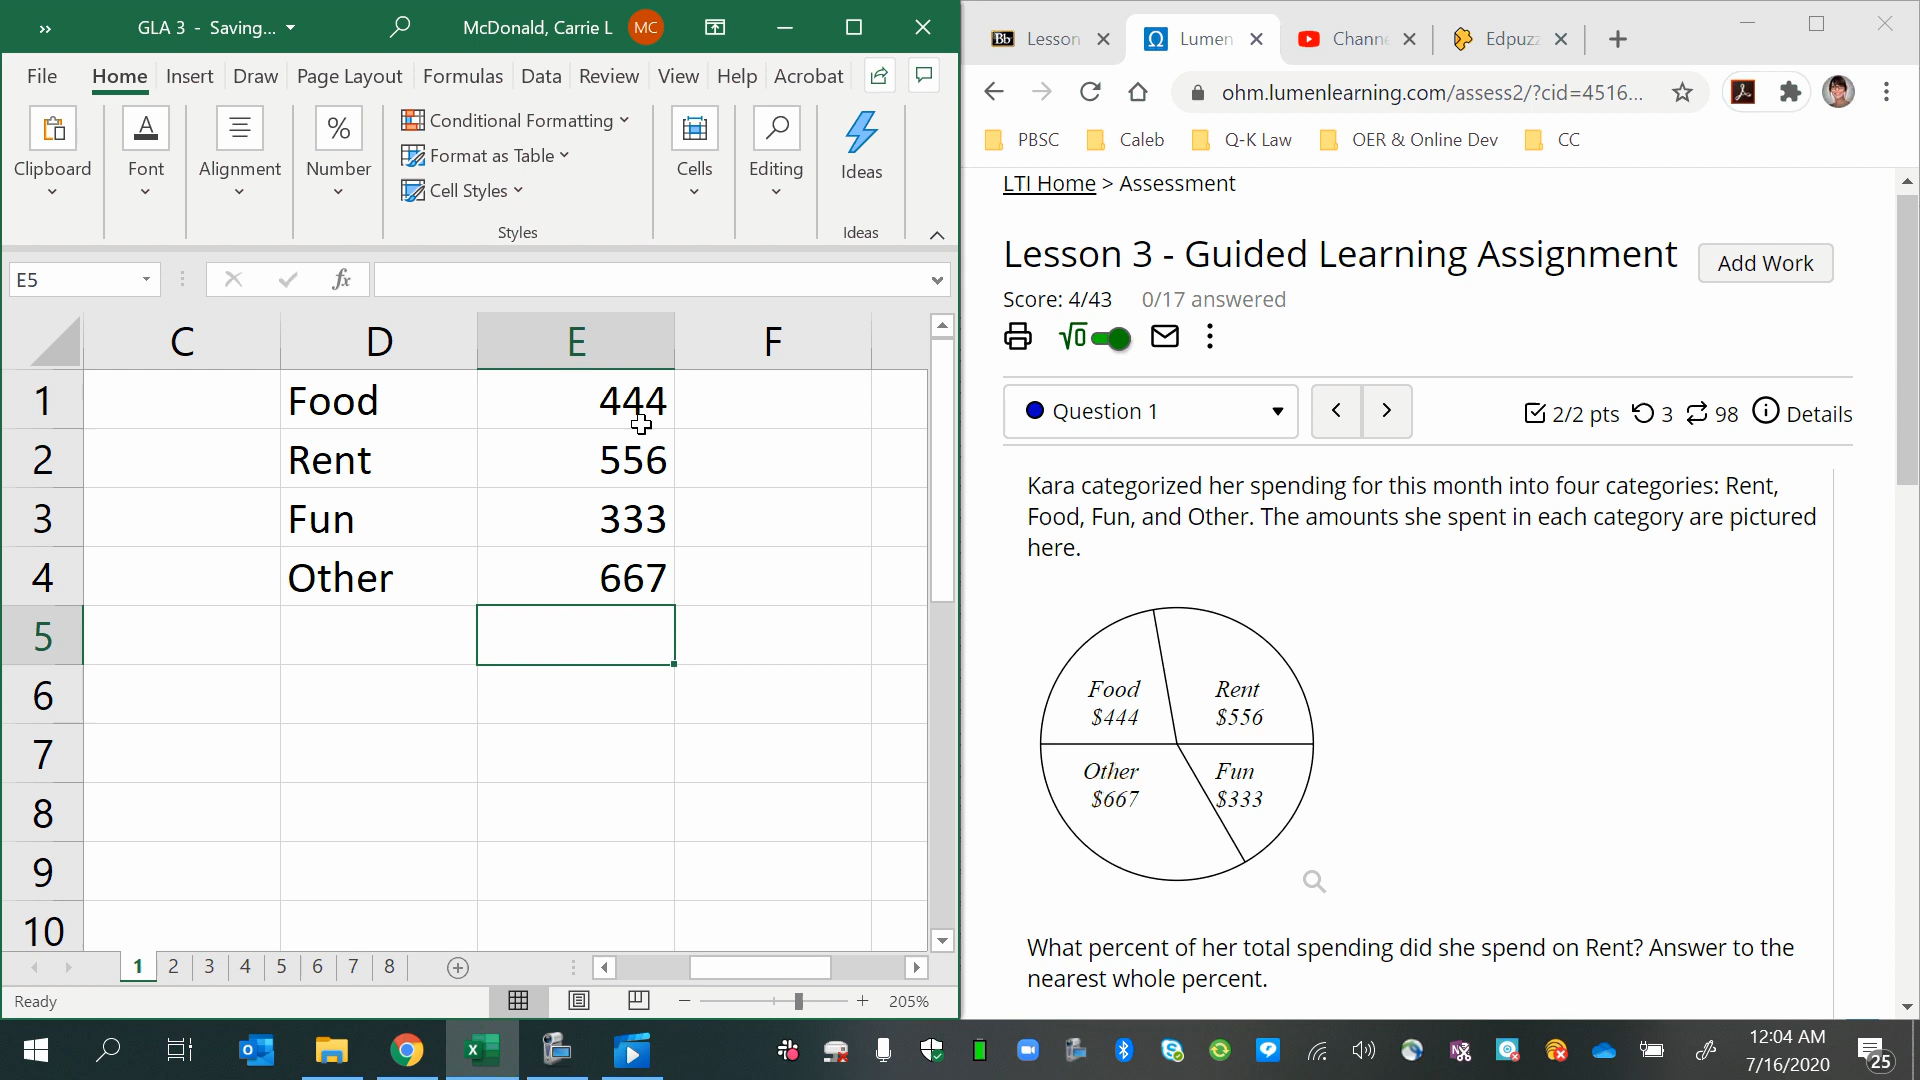 GLA 3 - Saving...
McDonald, Carrie L
MC
File Home Insert Draw Page Layout Formulas Data Review View Help Acrobat
Clipboard
Font
Alignment
Number
Conditional Formatting
Format as Table
Cell Styles
Styles
Cells
Editing
Ideas
Ideas
E5
fx
C D E F
1 Food 444
2 Rent 556
3 Fun 333
4 Other 667
5
6
7
8
9
10
1 2 3 4 5 6 7 8
Ready
205%
Bb Lesson
Lumen
Channe
Edpuzz
ohm.lumenlearning.com/assess2/?cid=4516...
PBSC
Caleb
Q-K Law
OER & Online Dev
CC
LTI Home > Assessment
Lesson 3 - Guided Learning Assignment
Add Work
Score: 4/43 0/17 answered
√0
Question 1
2/2 pts 3 98 Details
Kara categorized her spending for this month into four categories: Rent,
Food, Fun, and Other. The amounts she spent in each category are pictured
here.
Food
$444
Rent
$556
Other
$667
Fun
$333
What percent of her total spending did she spend on Rent? Answer to the
nearest whole percent.
12:04 AM
7/16/2020
25